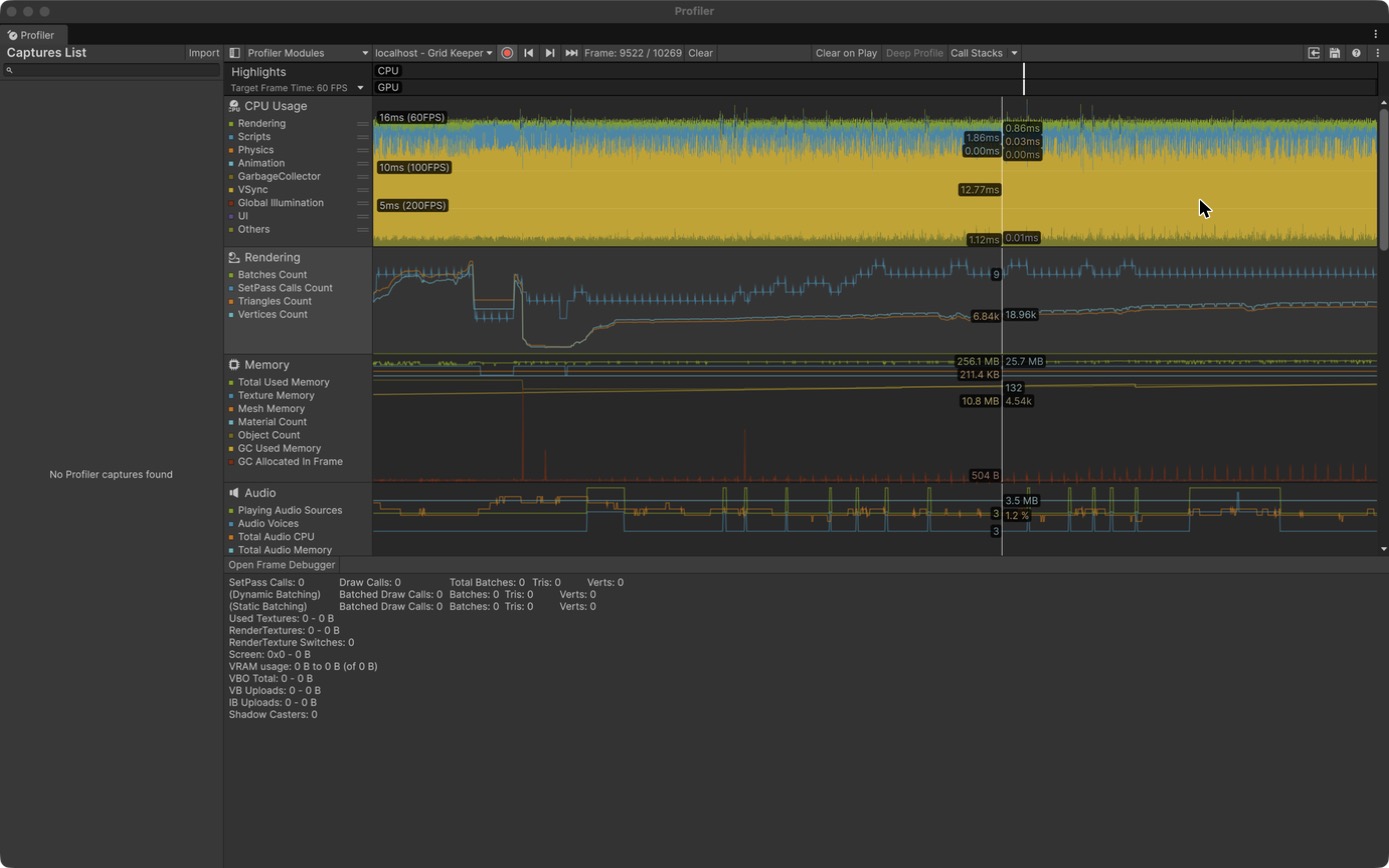 Profiler
Profiler
Captures List
Import
Profiler Modules
localhost - Grid Keeper
Frame: 9522 / 10269
Clear
Clear on Play
Deep Profile
Call Stacks
Highlights
Target Frame Time: 60 FPS
CPU
GPU
CPU Usage
Rendering
Scripts
Physics
Animation
GarbageCollector
VSync
Global Illumination
UI
Others
16ms (60FPS)
10ms (100FPS)
5ms (200FPS)
1.86ms
0.00ms
12.77ms
1.12ms
0.86ms
0.03ms
0.00ms
0.01ms
Rendering
Batches Count
SetPass Calls Count
Triangles Count
Vertices Count
9
6.84k
18.96k
Memory
Total Used Memory
Texture Memory
Mesh Memory
Material Count
Object Count
GC Used Memory
GC Allocated In Frame
256.1 MB
25.7 MB
211.4 KB
132
10.8 MB
4.54k
504 B
Audio
Playing Audio Sources
Audio Voices
Total Audio CPU
Total Audio Memory
3.5 MB
3
1.2 %
3
No Profiler captures found
Open Frame Debugger
SetPass Calls: 0 Draw Calls: 0 Total Batches: 0 Tris: 0 Verts: 0
(Dynamic Batching) Batched Draw Calls: 0 Batches: 0 Tris: 0 Verts: 0
(Static Batching) Batched Draw Calls: 0 Batches: 0 Tris: 0 Verts: 0
Used Textures: 0 - 0 B
RenderTextures: 0 - 0 B
RenderTexture Switches: 0
Screen: 0x0 - 0 B
VRAM usage: 0 B to 0 B (of 0 B)
VBO Total: 0 - 0 B
VB Uploads: 0 - 0 B
IB Uploads: 0 - 0 B
Shadow Casters: 0